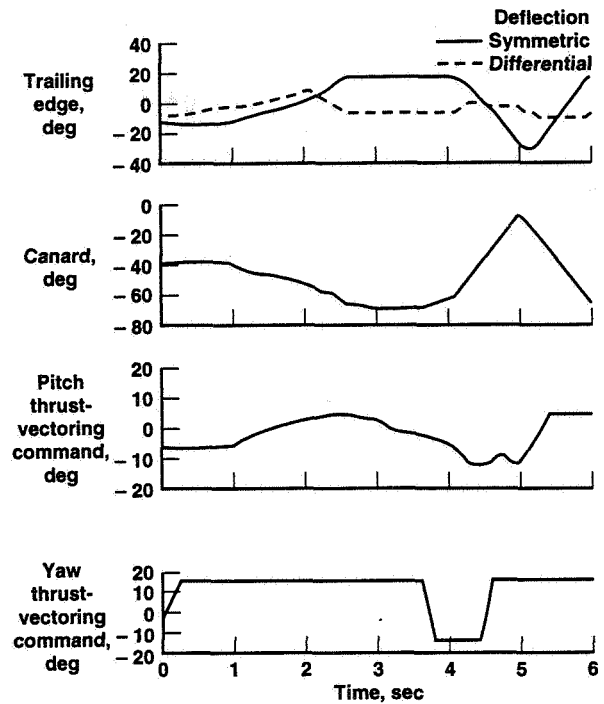 Deflection
Symmetric
Differential
Trailing
edge,
deg
40
20
0
– 20
– 40
Canard,
deg
0
– 20
– 40
– 60
– 80
Pitch
thrust-
vectoring
command,
deg
20
10
0
– 10
– 20
Yaw
thrust-
vectoring
command,
deg
20
10
0
– 10
– 20
0 1 2 3 4 5 6
Time, sec